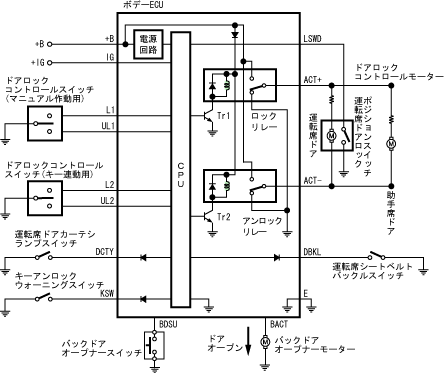 ボデーECU
+B
+B
電源
回路
LSWD
+IG
IG
ACT+
ドアロック
コントロールモーター
ドアロック
コントロールスイッチ
(マニュアル作動用)
L1
UL1
Tr1
ロック
リレー
運転席ドア
ポジションスイッチ
運転席ドアアンロック
CPU
ドアロックコントロール
スイッチ(キー連動用)
L2
UL2
ACT−
Tr2
アンロック
リレー
助手席ドア
運転席ドアカーテシ
ランプスイッチ
DCTY
DBKL
運転席シートベルト
バックルスイッチ
キーアンロック
ウォーニングスイッチ
KSW
E
BDSU
BACT
バックドア
オープナースイッチ
ドア
オープン
バックドア
オープナーモーター
M
M
M